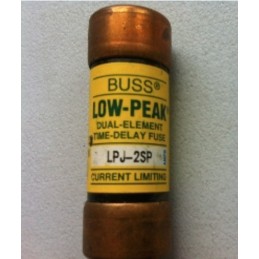 BUSS®
LOW-PEAK®
DUAL-ELEMENT
TIME-DELAY FUSE
LPJ-2SP
CURRENT LIMITING